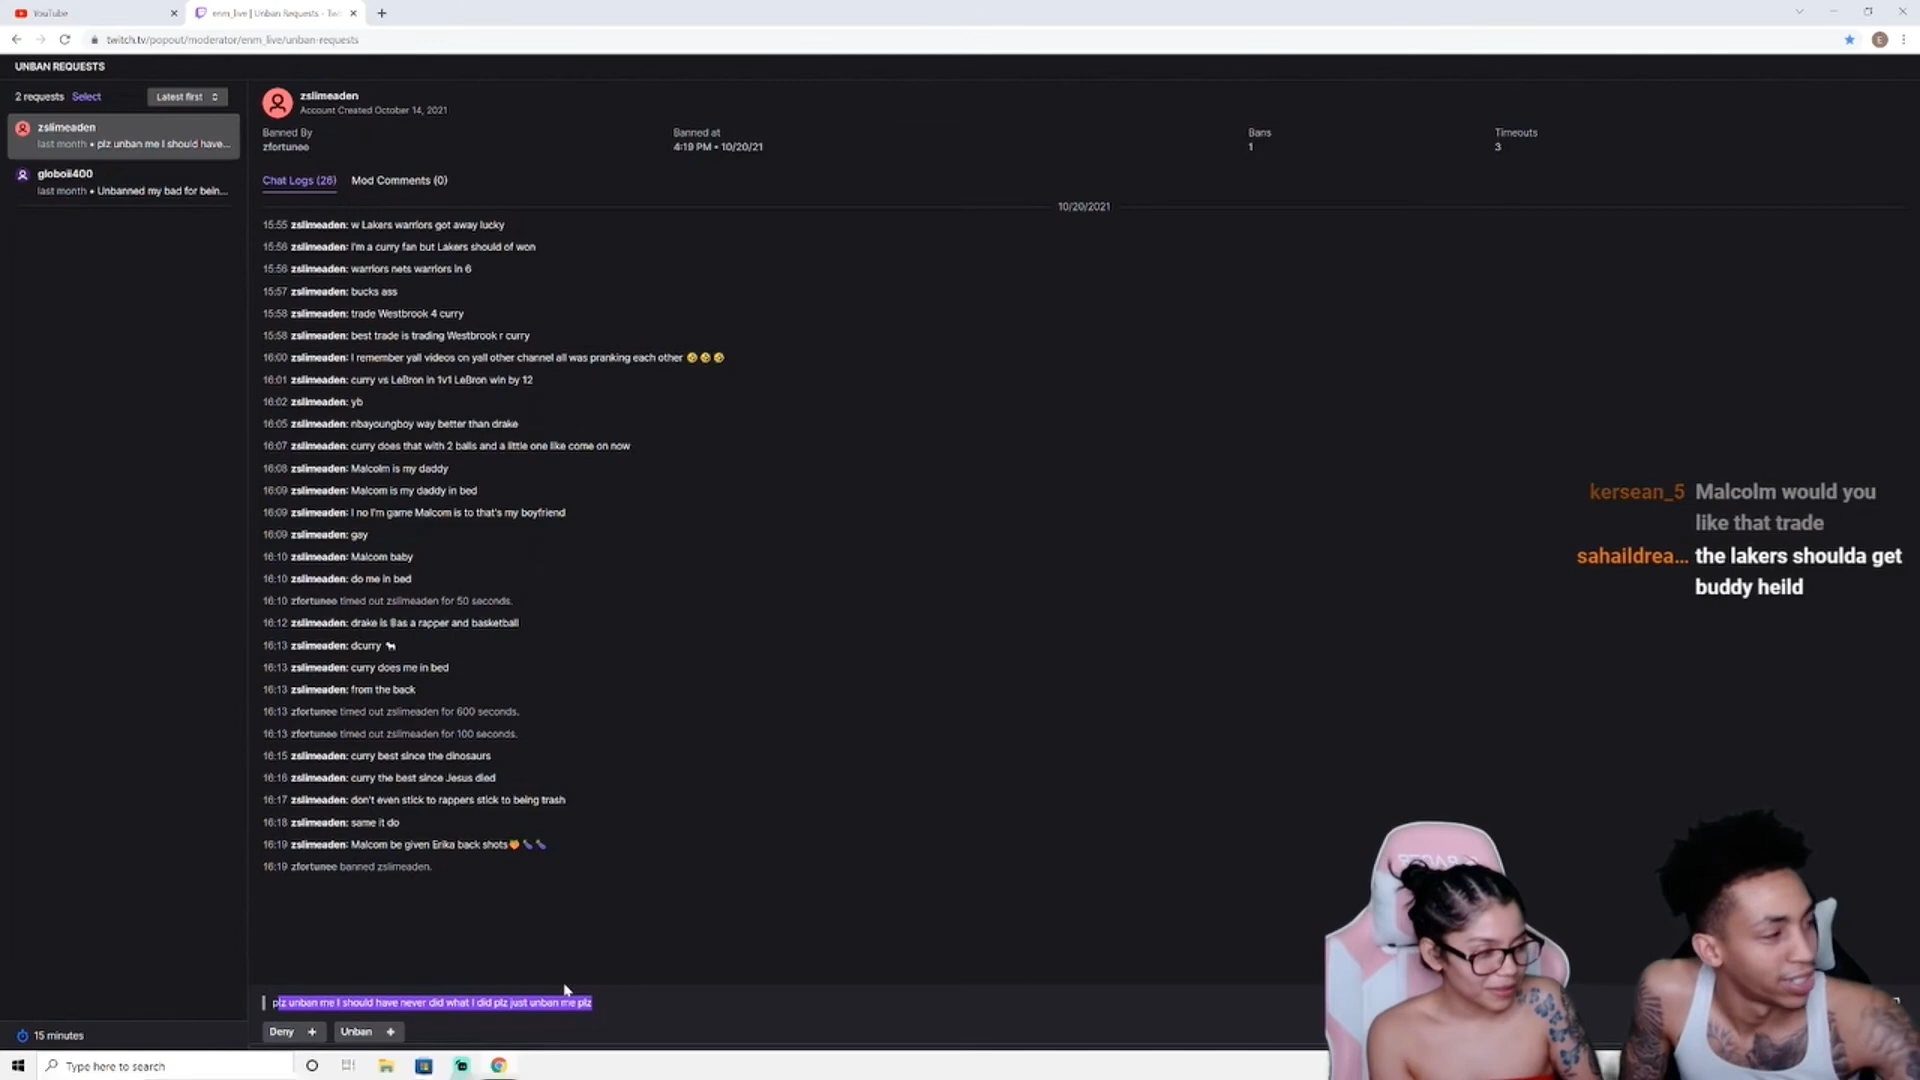 YouTube
enm_live | Unban Requests - Twi
twitch.tv/popout/moderator/enm_live/unban-requests
E
UNBAN REQUESTS
2 requests Select Latest first
zslimeaden
last month • plz unban me I should have...
globoii400
last month • Unbanned my bad for bein...
zslimeaden
Account Created October 14, 2021
Banned By
zfortunee
Banned at
4:19 PM • 10/20/21
Bans
1
Timeouts
3
Chat Logs (26) Mod Comments (0)
10/20/2021
15:55 zslimeaden: w Lakers warriors got away lucky
15:56 zslimeaden: I'm a curry fan but Lakers should of won
15:56 zslimeaden: warriors nets warriors in 6
15:57 zslimeaden: bucks ass
15:58 zslimeaden: trade Westbrook 4 curry
15:58 zslimeaden: best trade is trading Westbrook r curry
16:00 zslimeaden: I remember yall videos on yall other channel all was pranking each other 🤣🤣🤣
16:01 zslimeaden: curry vs LeBron in 1v1 LeBron win by 12
16:02 zslimeaden: yb
16:05 zslimeaden: nbayoungboy way better than drake
16:07 zslimeaden: curry does that with 2 balls and a little one like come on now
16:08 zslimeaden: Malcolm is my daddy
16:09 zslimeaden: Malcom is my daddy in bed
16:09 zslimeaden: I no I'm game Malcom is to that's my boyfriend
16:09 zslimeaden: gay
16:10 zslimeaden: Malcom baby
16:10 zslimeaden: do me in bed
16:10 zfortunee timed out zslimeaden for 50 seconds.
16:12 zslimeaden: drake is as a rapper and basketball
16:13 zslimeaden: dcurry 🐐
16:13 zslimeaden: curry does me in bed
16:13 zslimeaden: from the back
16:13 zfortunee timed out zslimeaden for 600 seconds.
16:13 zfortunee timed out zslimeaden for 100 seconds.
16:15 zslimeaden: curry best since the dinosaurs
16:16 zslimeaden: curry the best since Jesus died
16:17 zslimeaden: don't even stick to rappers stick to being trash
16:18 zslimeaden: same it do
16:19 zslimeaden: Malcom be given Erika back shots🍑🍆🍆
16:19 zfortunee banned zslimeaden.
plz unban me I should have never did what I did plz just unban me plz
Deny + Unban +
15 minutes
kersean_5 Malcolm would you
like that trade
sahaildrea... the lakers shoulda get
buddy heild
Type here to search